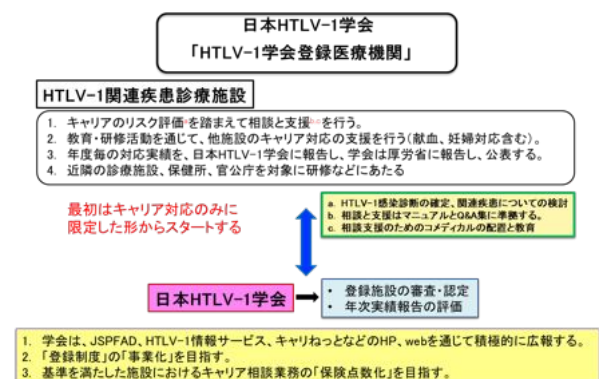 日本HTLV-1学会
「HTLV-1学会登録医療機関」
HTLV-1関連疾患診療施設
1. キャリアのリスク評価aを踏まえて相談と支援b,cを行う。
2. 教育・研修活動を通じて、他施設のキャリア対応の支援を行う(献血、妊婦対応含む)。
3. 年度毎の対応実績を、日本HTLV-1学会に報告し、学会は厚労省に報告し、公表する。
4. 近隣の診療施設、保健所、官公庁を対象に研修などにあたる
最初はキャリア対応のみに
限定した形からスタートする
a. HTLV-1感染診断の確定、関連疾患についての検討
b. 相談と支援はマニュアルとQ&A集に準拠する。
c. 相談支援のためのコメディカルの配置と教育
日本HTLV-1学会
• 登録施設の審査・認定
• 年次実績報告の評価
1. 学会は、JSPFAD、HTLV-1情報サービス、キャリねっとなどのHP、webを通じて積極的に広報する。
2. 「登録制度」の「事業化」を目指す。
3. 基準を満たした施設におけるキャリア相談業務の「保険点数化」を目指す。